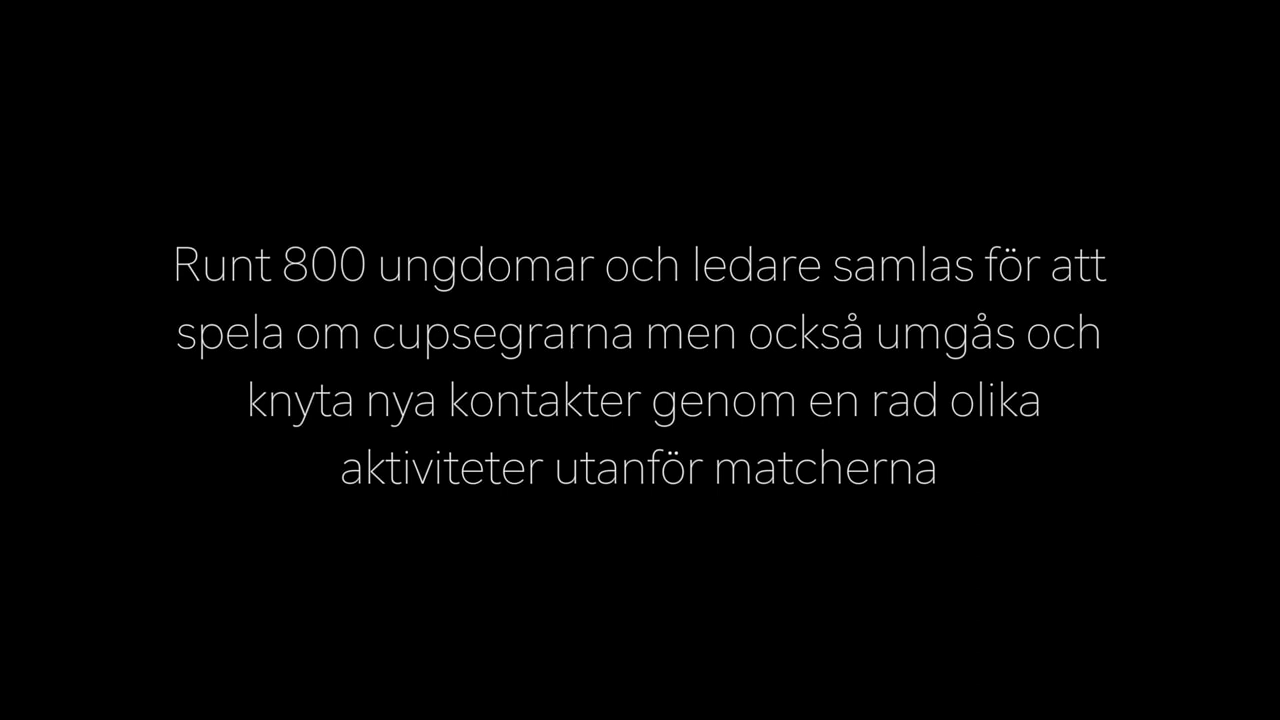 Runt 800 ungdomar och ledare samlas för att
spela om cupsegrarna men också umgås och
knyta nya kontakter genom en rad olika
aktiviteter utanför matcherna